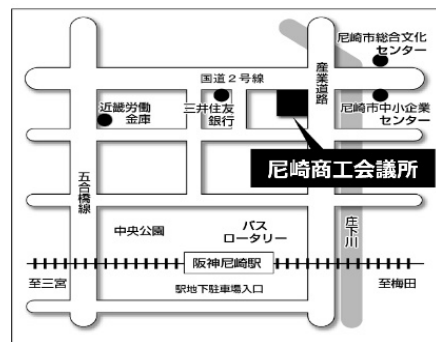 尼崎市総合文化
センター
産業道路
国道2号線
近畿労働
金庫
三井住友
銀行
尼崎市中小企業
センター
尼崎商工会議所
五合橋線
中央公園
バス
ロータリー
庄下川
阪神尼崎駅
至三宮
至梅田
駅地下駐車場入口